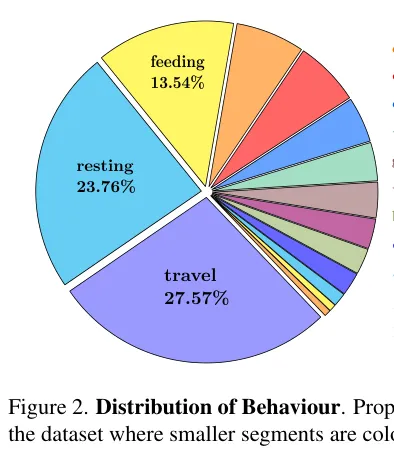 feeding
13.54%
resting
23.76%
travel
27.57%
Figure 2. Distribution of Behaviour. Prop
the dataset where smaller segments are colo